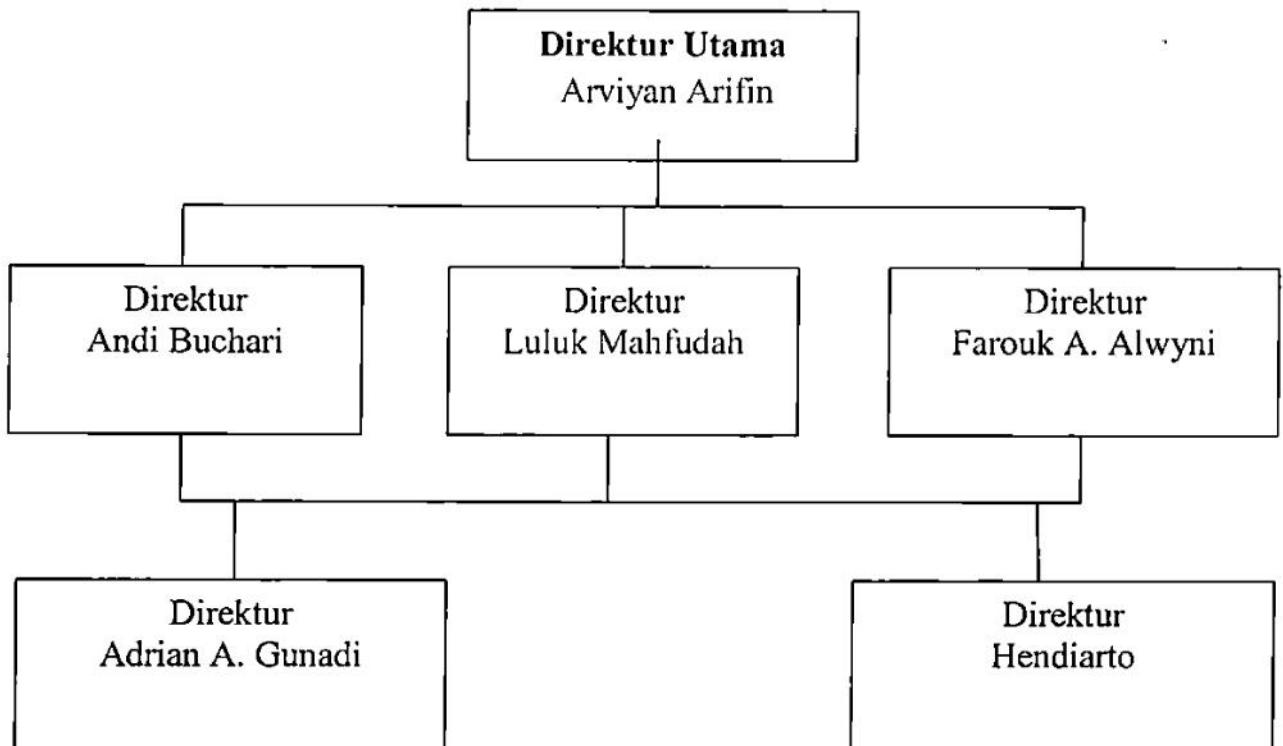 Direktur Utama
Arviyan Arifin
Direktur
Andi Buchari
Direktur
Luluk Mahfudah
Direktur
Farouk A. Alwyni
Direktur
Adrian A. Gunadi
Direktur
Hendiarto